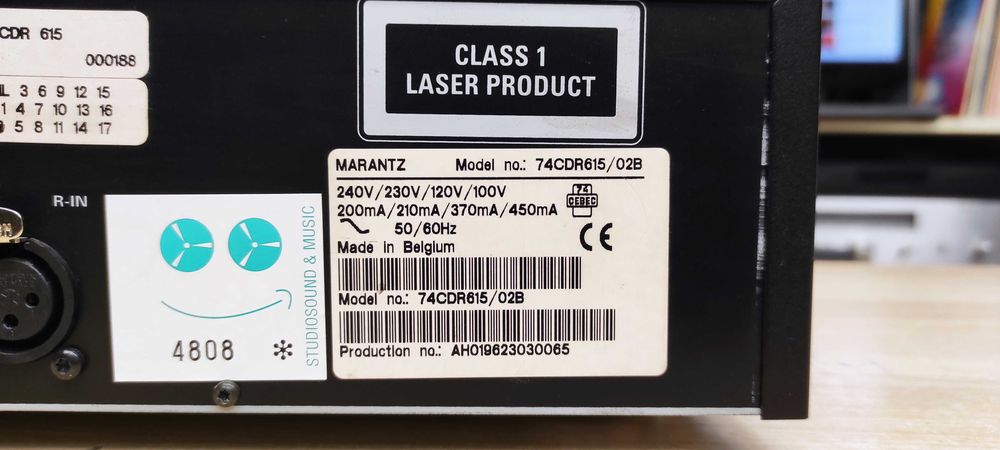 CDR 615
000188
3 6 9 12 15
1 4 7 10 13 16
5 8 11 14 17
CLASS 1
LASER PRODUCT
MARANTZ Model no.: 74CDR615/02B
240V/230V/120V/100V
200mA/210mA/370mA/450mA
50/60Hz
74
CEBEC
CE
Made in Belgium
Model no.: 74CDR615/02B
Production no.: AH019623030065
R-IN
STUDIOSOUND & MUSIC
4808 *